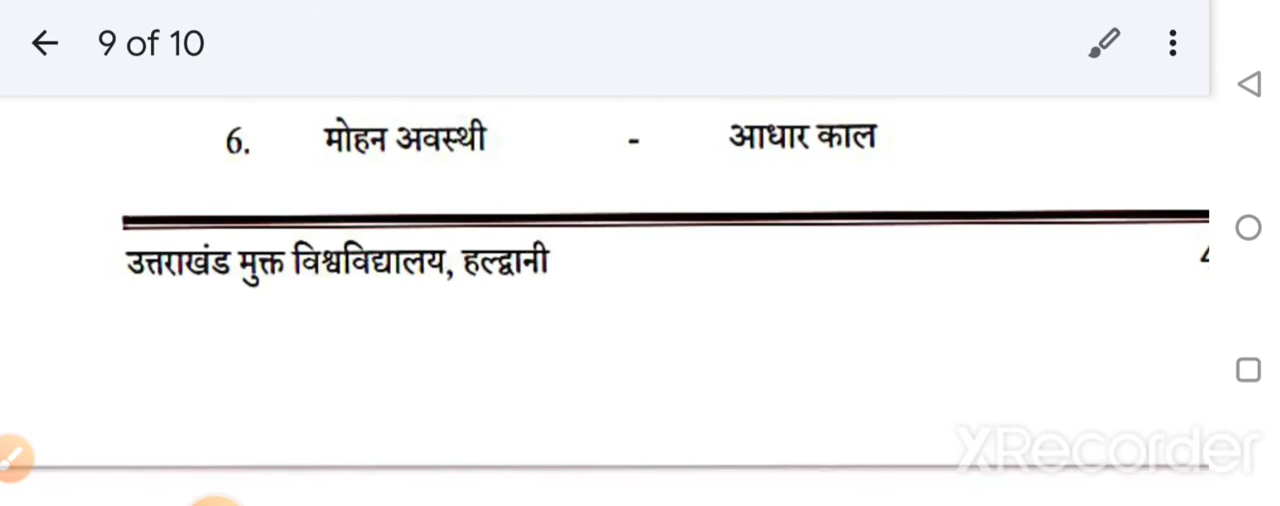 9 of 10
6. मोहन अवस्थी - आधार काल
उत्तराखंड मुक्त विश्वविद्यालय, हल्द्वानी
XRecorder